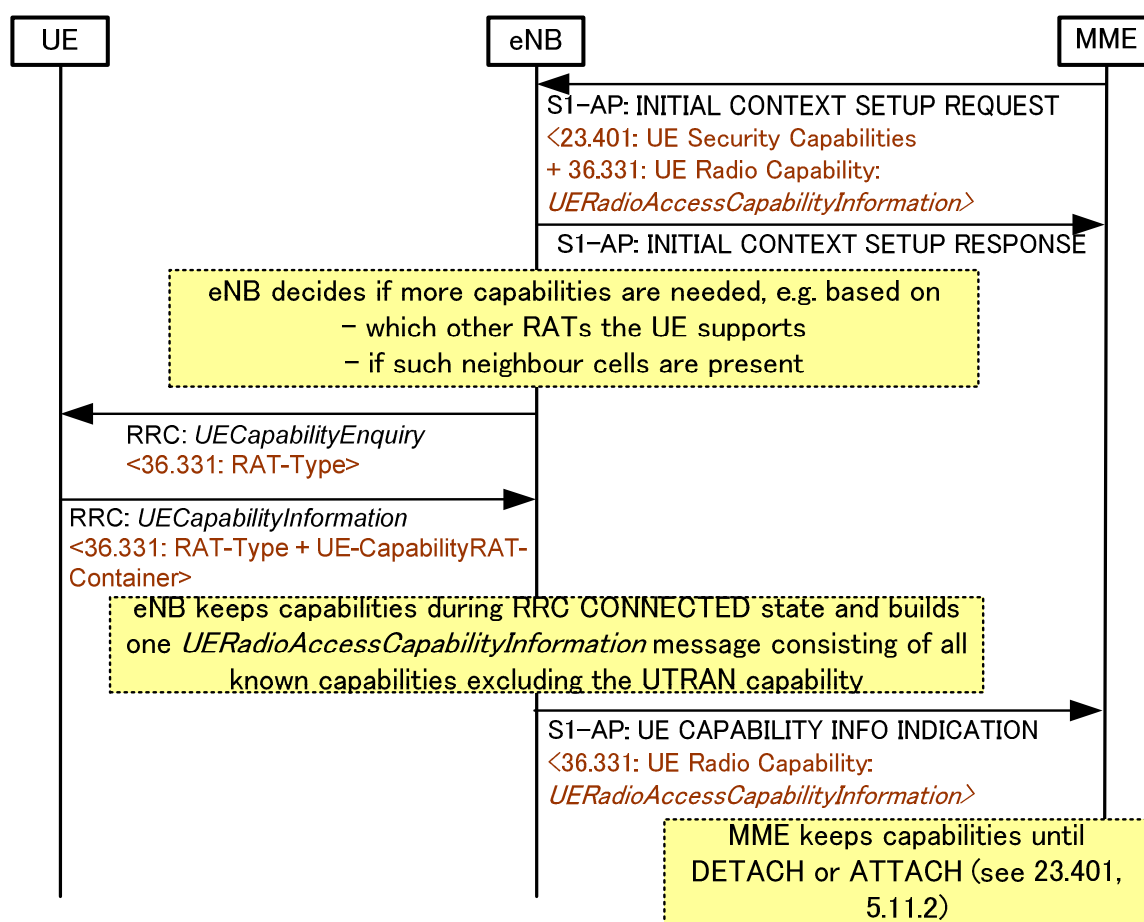 UE
eNB
MME
S1-AP: INITIAL CONTEXT SETUP REQUEST
<23.401: UE Security Capabilities
+ 36.331: UE Radio Capability:
UERadioAccessCapabilityInformation>
S1-AP: INITIAL CONTEXT SETUP RESPONSE
eNB decides if more capabilities are needed, e.g. based on
- which other RATs the UE supports
- if such neighbour cells are present
RRC: UECapabilityEnquiry
<36.331: RAT-Type>
RRC: UECapabilityInformation
<36.331: RAT-Type + UE-CapabilityRAT-
Container>
eNB keeps capabilities during RRC CONNECTED state and builds
one UERadioAccessCapabilityInformation message consisting of all
known capabilities excluding the UTRAN capability
S1-AP: UE CAPABILITY INFO INDICATION
<36.331: UE Radio Capability:
UERadioAccessCapabilityInformation>
MME keeps capabilities until
DETACH or ATTACH (see 23.401,
5.11.2)